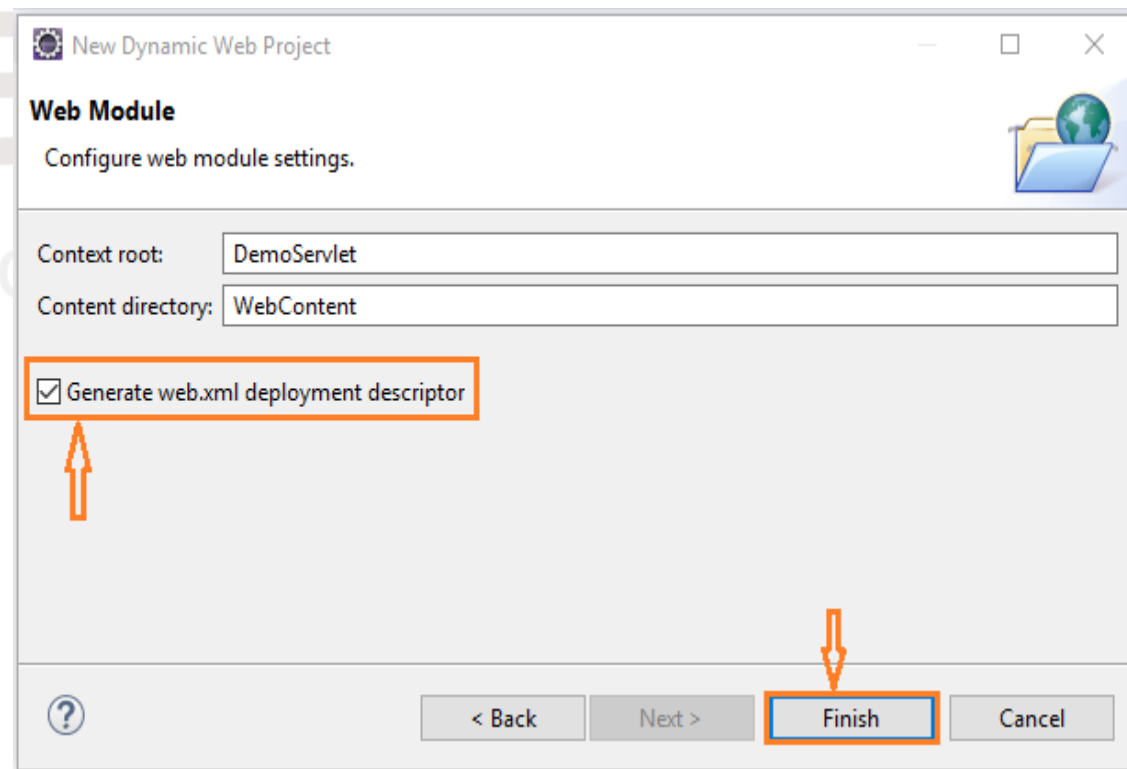 New Dynamic Web Project
Web Module
Configure web module settings.
Context root: DemoServlet
Content directory: WebContent
Generate web.xml deployment descriptor
? < Back Next > Finish Cancel